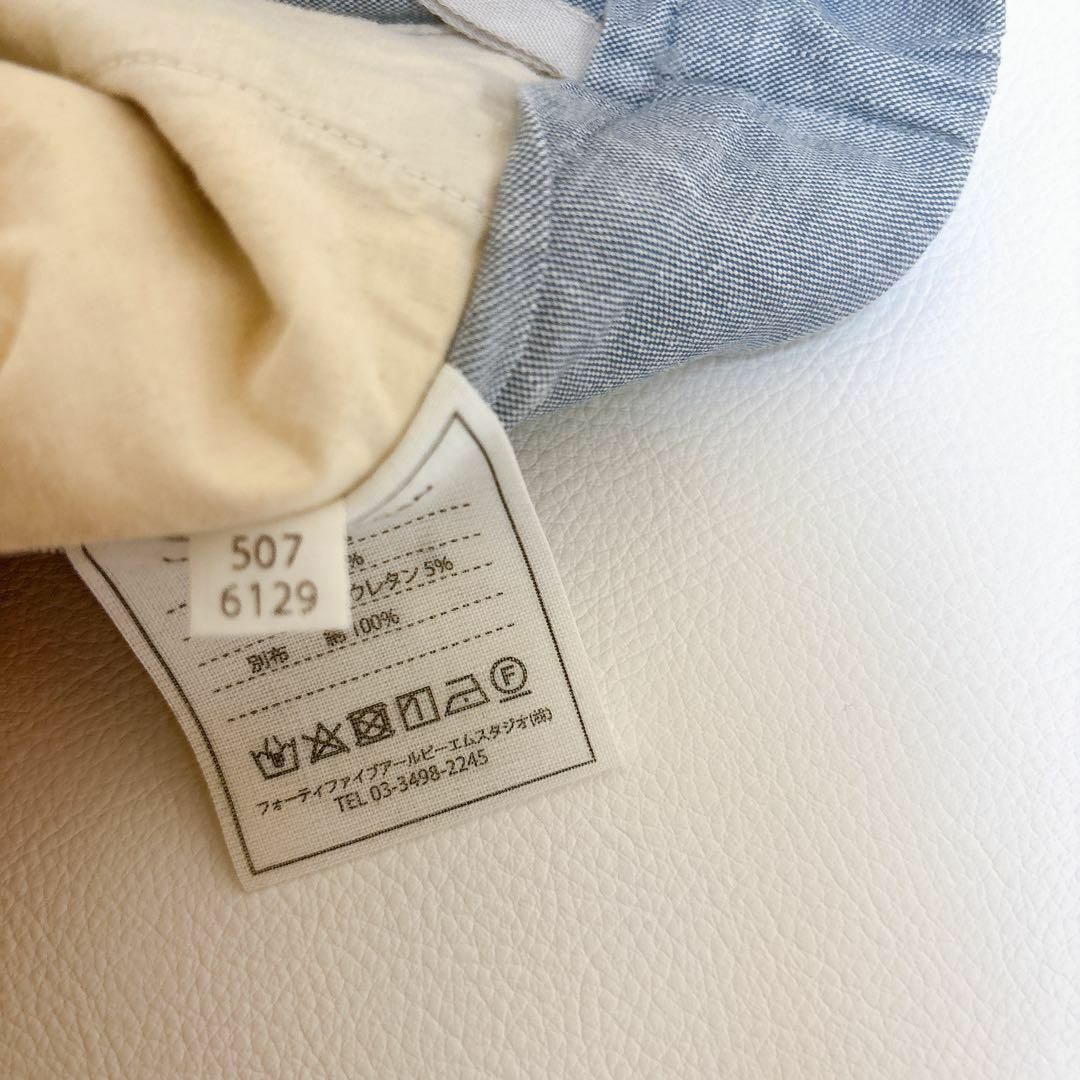 507
6129
%
ウレタン 5%
別布 綿 100%
F
フォーティファイブアールピーエムスタジオ(株)
TEL 03-3498-2245